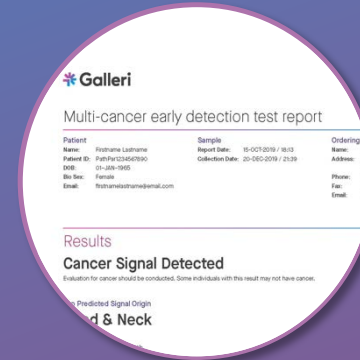 Galleri
Multi-cancer early detection test report
Patient
Name: Firstname Lastname
Patient ID: PathPar1234567890
DOB: 01-JAN-1965
Bio Sex: Female
Email: firstnamelastname@email.com
Sample
Report Date: 15-OCT-2019 / 18:13
Collection Date: 20-DEC-2019 / 21:39
Ordering
Name:
Address:
Phone:
Fax:
Email:
Results
Cancer Signal Detected
Evaluation for cancer should be conducted. Some individuals with this result may not have cancer.
Predicted Signal Origin
& Neck